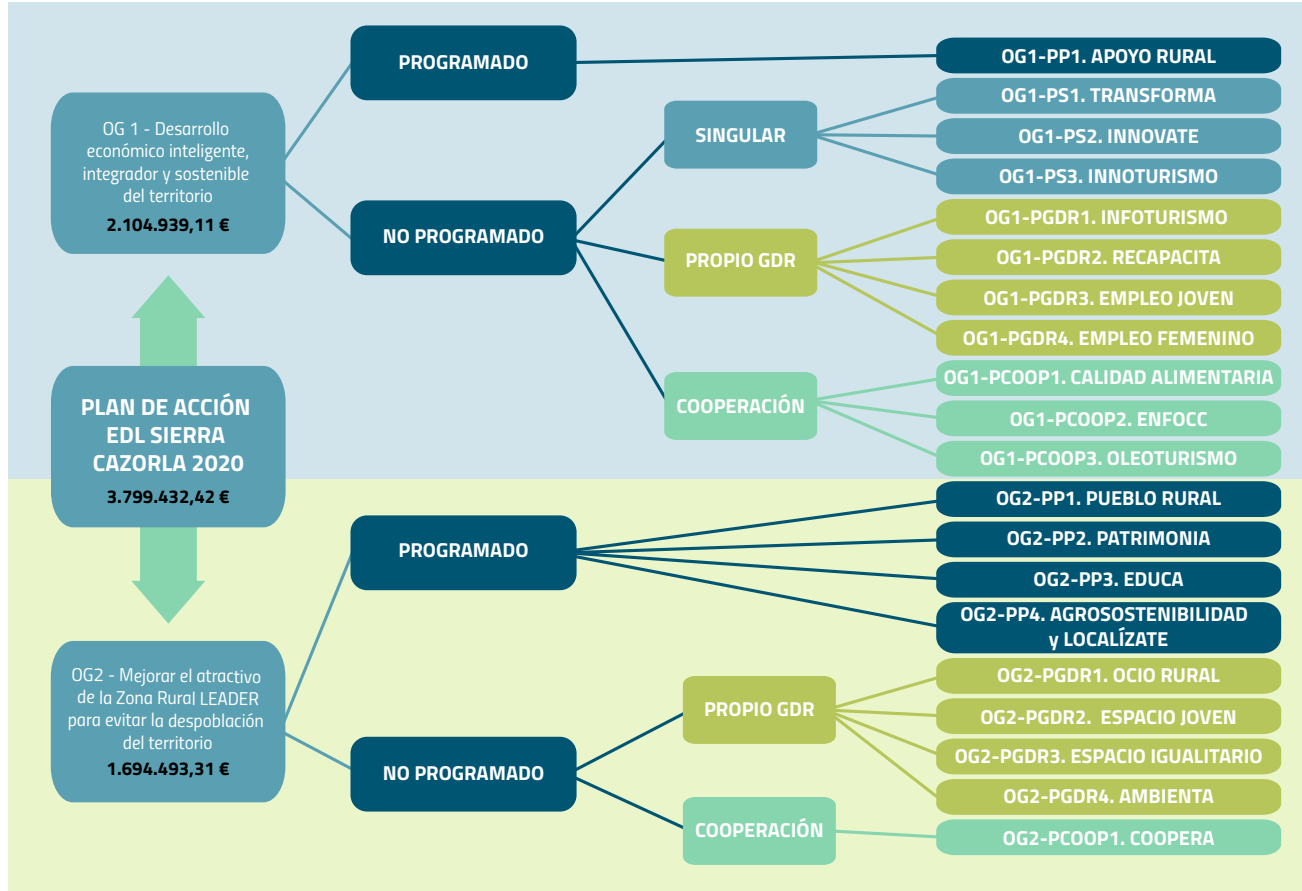 PLAN DE ACCIÓN
EDL SIERRA
CAZORLA 2020
3.799.432,42 €
OG 1 - Desarrollo
económico inteligente,
integrador y sostenible
del territorio
2.104.939,11 €
PROGRAMADO
OG1-PP1. APOYO RURAL
NO PROGRAMADO
SINGULAR
OG1-PS1. TRANSFORMA
OG1-PS2. INNOVATE
OG1-PS3. INNOTURISMO
PROPIO GDR
OG1-PGDR1. INFOTURISMO
OG1-PGDR2. RECAPACITA
OG1-PGDR3. EMPLEO JOVEN
OG1-PGDR4. EMPLEO FEMENINO
COOPERACIÓN
OG1-PCOOP1. CALIDAD ALIMENTARIA
OG1-PCOOP2. ENFOCC
OG1-PCOOP3. OLEOTURISMO
OG2 - Mejorar el atractivo
de la Zona Rural LEADER
para evitar la despoblación
del territorio
1.694.493,31 €
PROGRAMADO
OG2-PP1. PUEBLO RURAL
OG2-PP2. PATRIMONIA
OG2-PP3. EDUCA
OG2-PP4. AGROSOSTENIBILIDAD
y LOCALÍZATE
NO PROGRAMADO
PROPIO GDR
OG2-PGDR1. OCIO RURAL
OG2-PGDR2. ESPACIO JOVEN
OG2-PGDR3. ESPACIO IGUALITARIO
OG2-PGDR4. AMBIENTA
COOPERACIÓN
OG2-PCOOP1. COOPERA